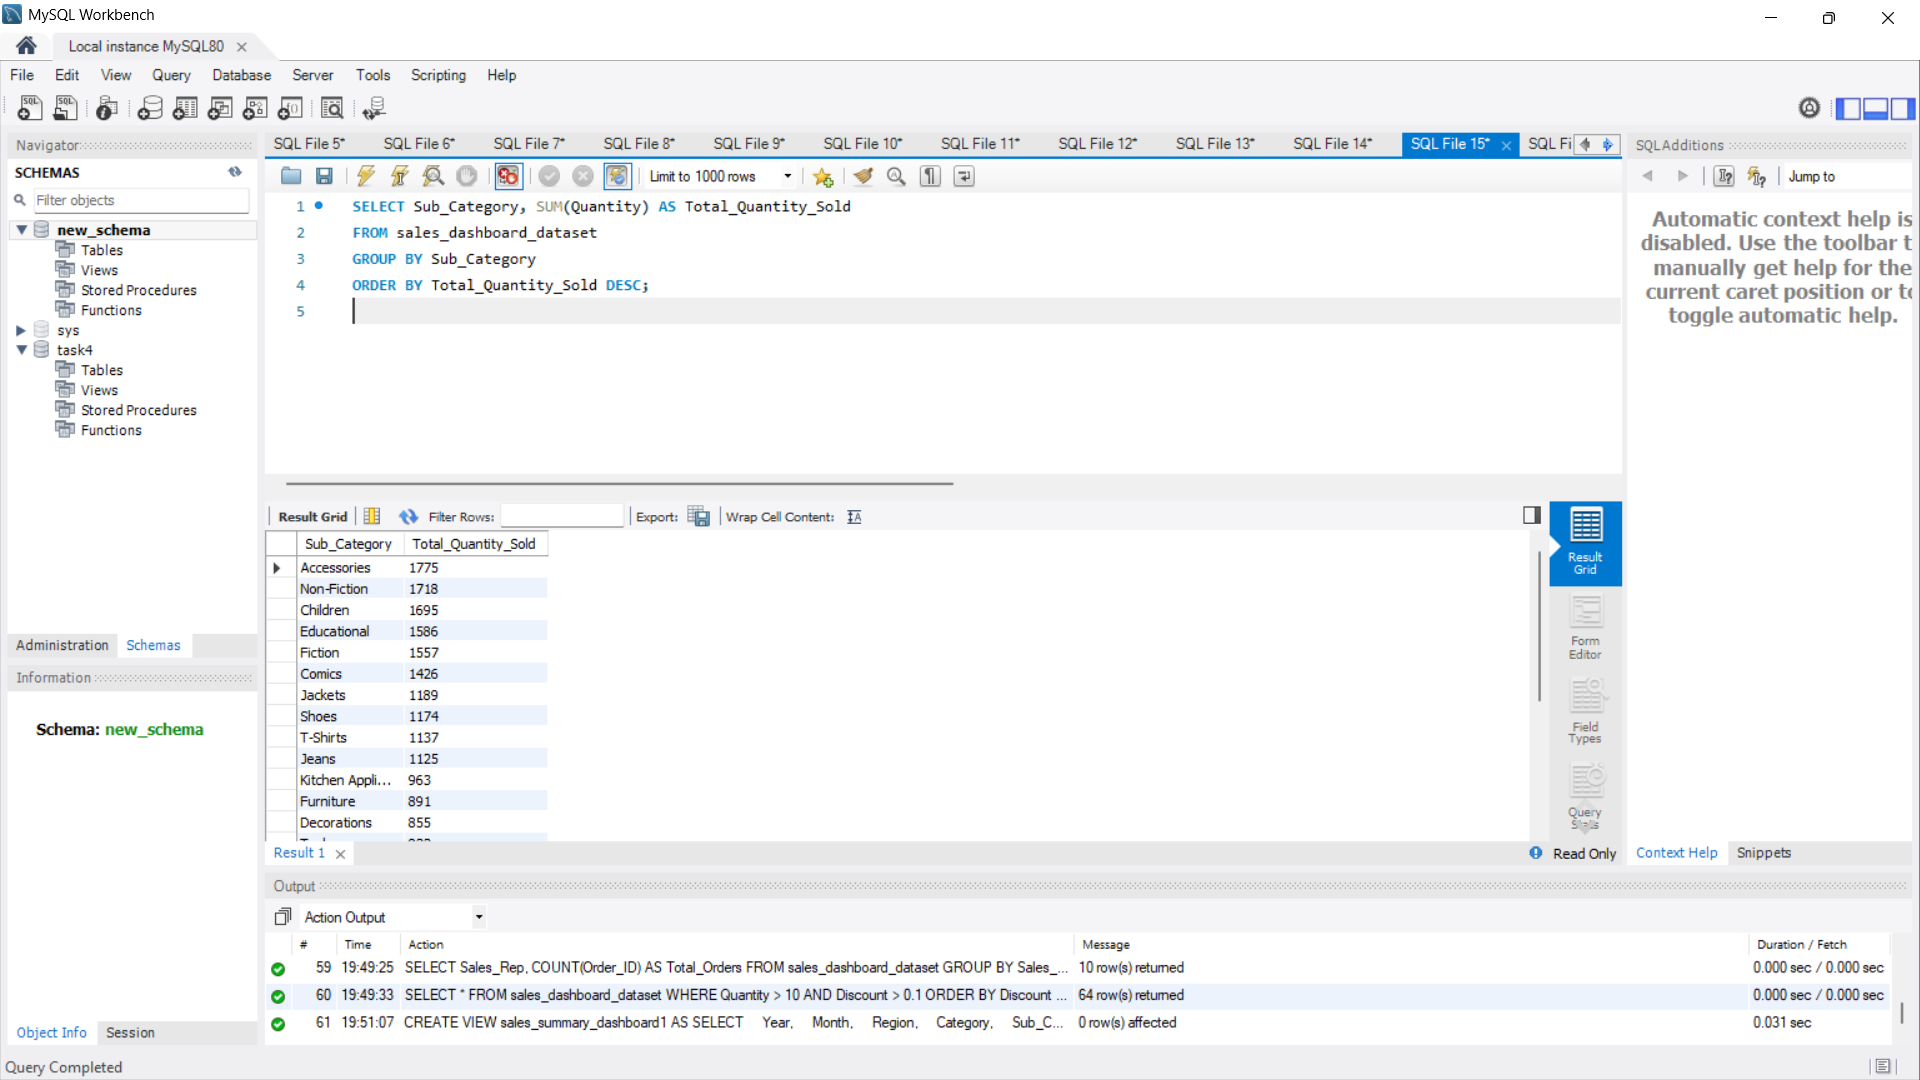 MySQL Workbench
Local instance MySQL80
File Edit View Query Database Server Tools Scripting Help
Navigator
SCHEMAS
Filter objects
new_schema
Tables
Views
Stored Procedures
Functions
sys
task4
Tables
Views
Stored Procedures
Functions
Administration Schemas
Information
Schema: new_schema
Object Info Session
Query Completed
SQL File 5* SQL File 6* SQL File 7* SQL File 8* SQL File 9* SQL File 10* SQL File 11* SQL File 12* SQL File 13* SQL File 14* SQL File 15* SQL Fi
Limit to 1000 rows
1 SELECT Sub_Category, SUM(Quantity) AS Total_Quantity_Sold
2 FROM sales_dashboard_dataset
3 GROUP BY Sub_Category
4 ORDER BY Total_Quantity_Sold DESC;
5
Result Grid Filter Rows: Export: Wrap Cell Content:
Sub_Category Total_Quantity_Sold
Accessories 1775
Non-Fiction 1718
Children 1695
Educational 1586
Fiction 1557
Comics 1426
Jackets 1189
Shoes 1174
T-Shirts 1137
Jeans 1125
Kitchen Appli... 963
Furniture 891
Decorations 855
Result
Grid
Form
Editor
Field
Types
Query
Stats
Result 1
Read Only
SQLAdditions
Jump to
Automatic context help is
disabled. Use the toolbar t
manually get help for the
current caret position or to
toggle automatic help.
Context Help Snippets
Output
Action Output
# Time Action Message Duration / Fetch
59 19:49:25 SELECT Sales_Rep, COUNT(Order_ID) AS Total_Orders FROM sales_dashboard_dataset GROUP BY Sales_... 10 row(s) returned 0.000 sec / 0.000 sec
60 19:49:33 SELECT * FROM sales_dashboard_dataset WHERE Quantity > 10 AND Discount > 0.1 ORDER BY Discount ... 64 row(s) returned 0.000 sec / 0.000 sec
61 19:51:07 CREATE VIEW sales_summary_dashboard1 AS SELECT Year, Month, Region, Category, Sub_C... 0 row(s) affected 0.031 sec